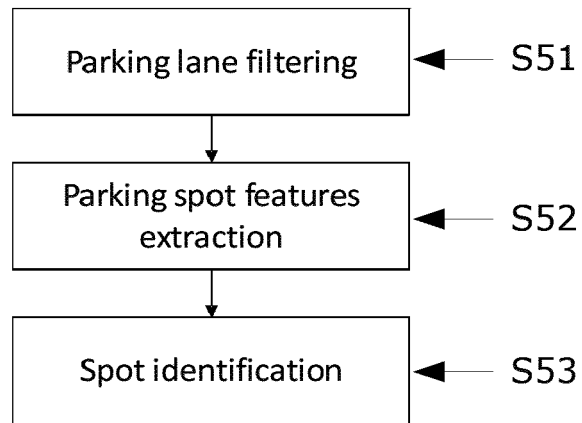 Parking lane filtering
S51
Parking spot features
extraction
S52
Spot identification
S53